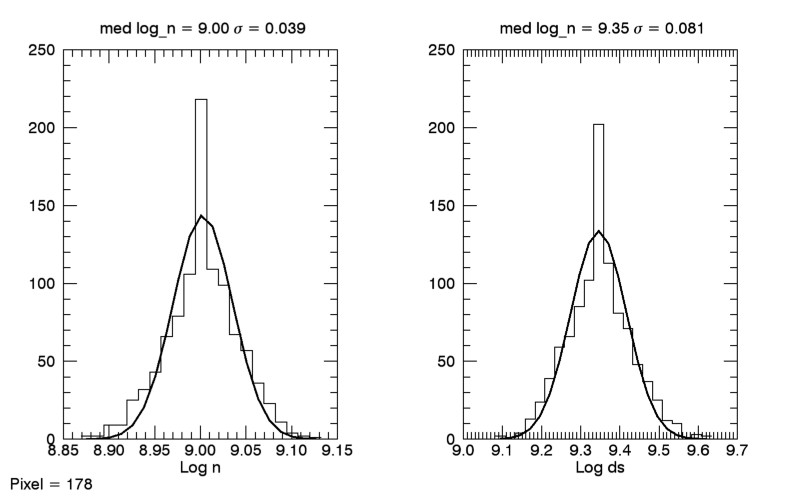 med log_n = 9.00 σ = 0.039
med log_n = 9.35 σ = 0.081
250
200
150
100
50
0
8.85 8.90 8.95 9.00 9.05 9.10 9.15
Log n
250
200
150
100
50
0
9.0 9.1 9.2 9.3 9.4 9.5 9.6 9.7
Log ds
Pixel = 178